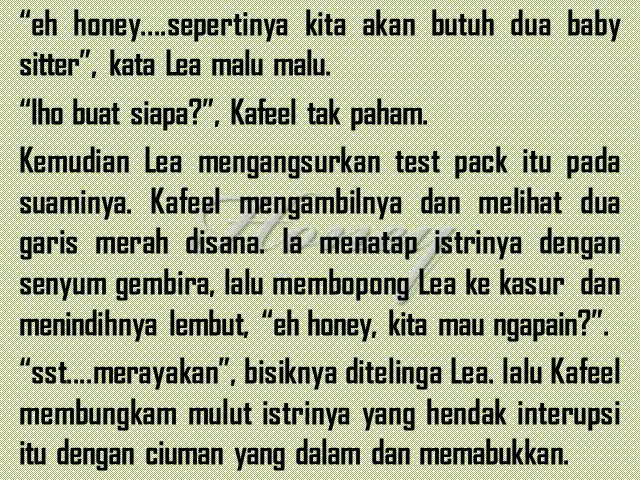 “eh honey....sepertinya kita akan butuh dua baby
sitter”, kata Lea malu malu.
“lho buat siapa?”, Kafeel tak paham.
Kemudian Lea mengangsurkan test pack itu pada
suaminya. Kafeel mengambilnya dan melihat dua
garis merah disana. Ia menatap istrinya dengan
senyum gembira, lalu membopong Lea ke kasur dan
menindihnya lembut, “eh honey, kita mau ngapain?”.
“sst....merayakan”, bisiknya ditelinga Lea. lalu Kafeel
membungkam mulut istrinya yang hendak interupsi
itu dengan ciuman yang dalam dan memabukkan.
Honey